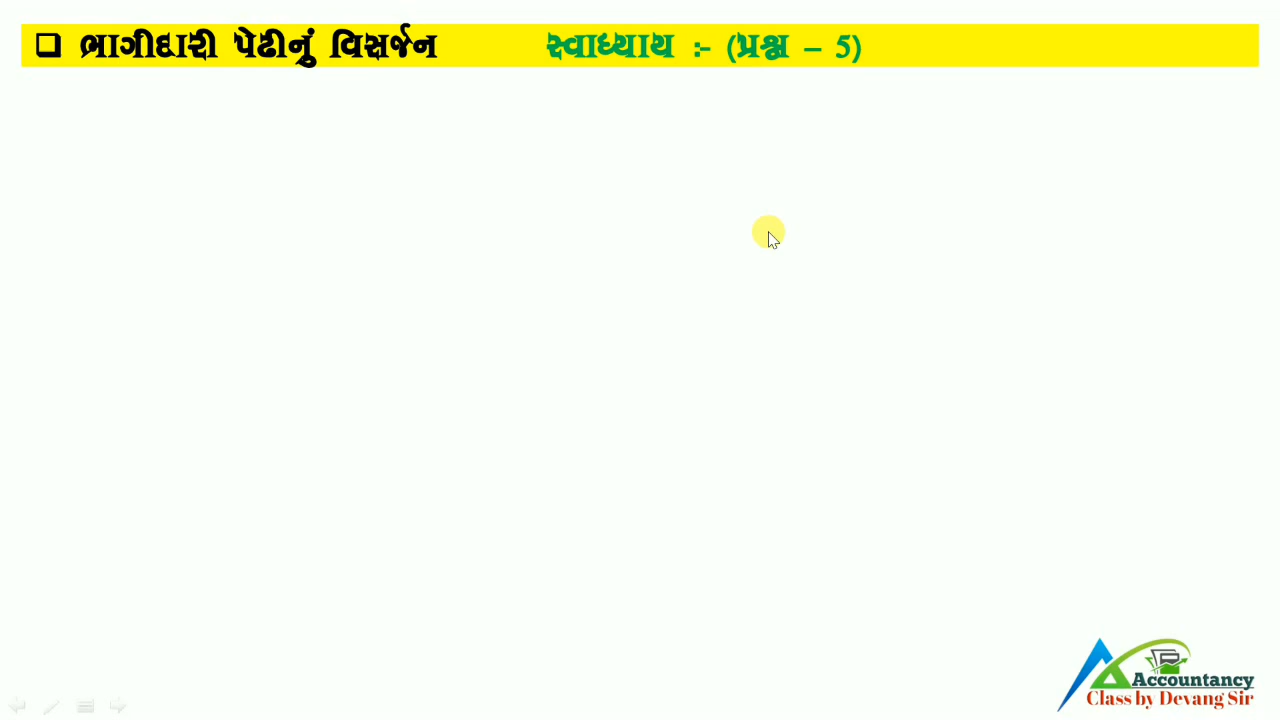 ❑ ભાગીદારી પેઢીનું વિસર્જન સ્વાધ્યાય :- (પ્રશ્ન – 5)
Accountancy
Class by Devang Sir